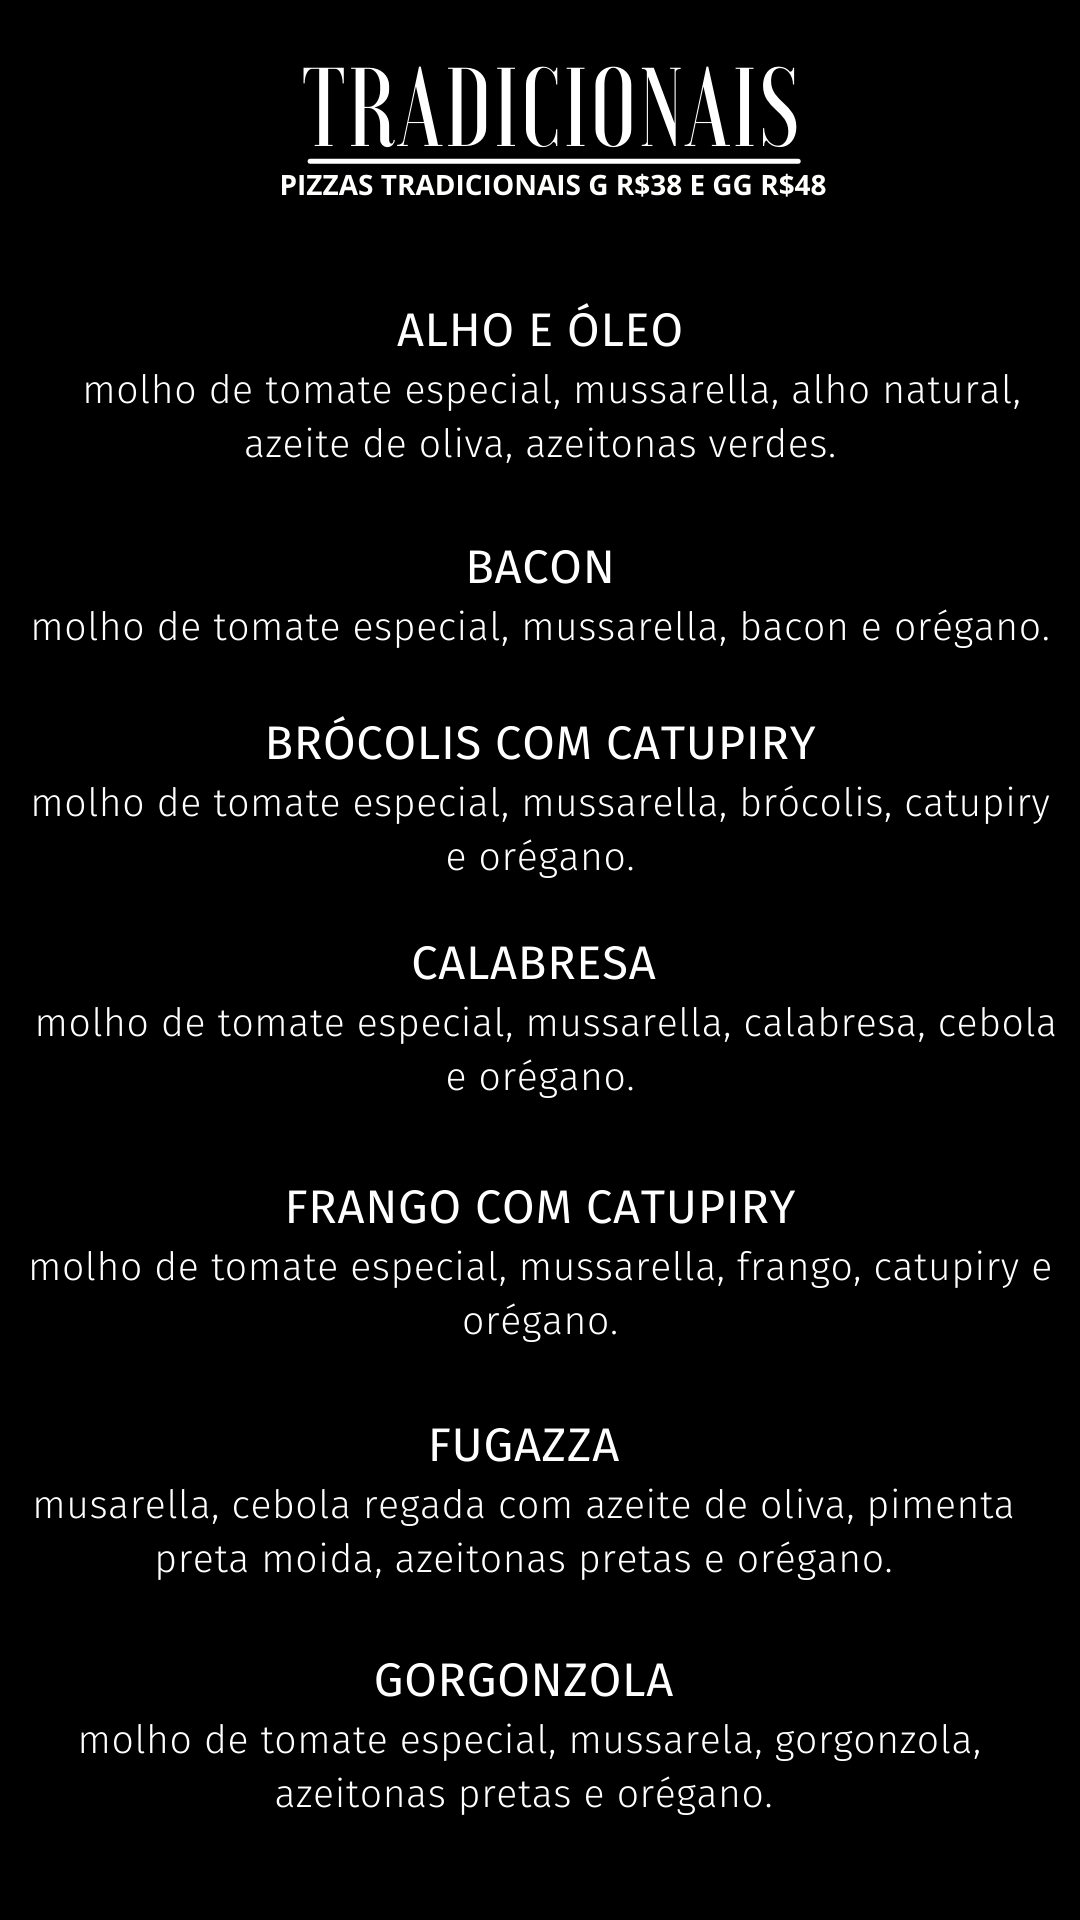 TRADICIONAIS
PIZZAS TRADICIONAIS G R$38 E GG R$48
ALHO E ÓLEO
molho de tomate especial, mussarella, alho natural,
azeite de oliva, azeitonas verdes.
BACON
molho de tomate especial, mussarella, bacon e orégano.
BRÓCOLIS COM CATUPIRY
molho de tomate especial, mussarella, brócolis, catupiry
e orégano.
CALABRESA
molho de tomate especial, mussarella, calabresa, cebola
e orégano.
FRANGO COM CATUPIRY
molho de tomate especial, mussarella, frango, catupiry e
orégano.
FUGAZZA
musarella, cebola regada com azeite de oliva, pimenta
preta moida, azeitonas pretas e orégano.
GORGONZOLA
molho de tomate especial, mussarela, gorgonzola,
azeitonas pretas e orégano.